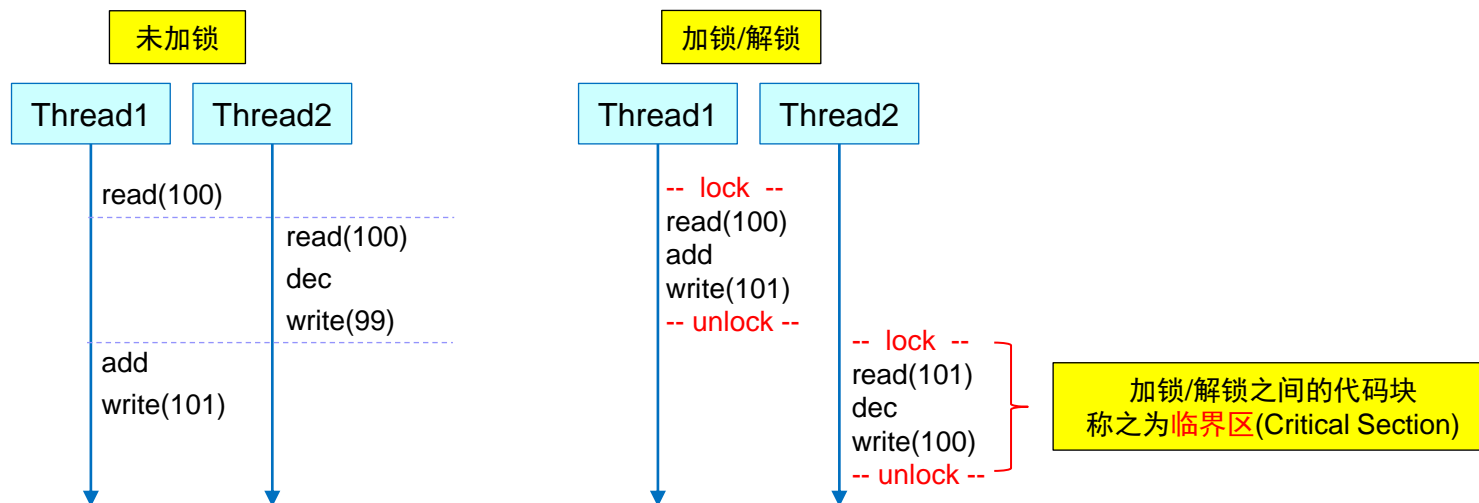 未加锁
Thread1
Thread2
read(100)
read(100)
dec
write(99)
add
write(101)
加锁/解锁
Thread1
Thread2
-- lock --
read(100)
add
write(101)
-- unlock --
-- lock --
read(101)
dec
write(100)
-- unlock --
加锁/解锁之间的代码块
称之为临界区(Critical Section)